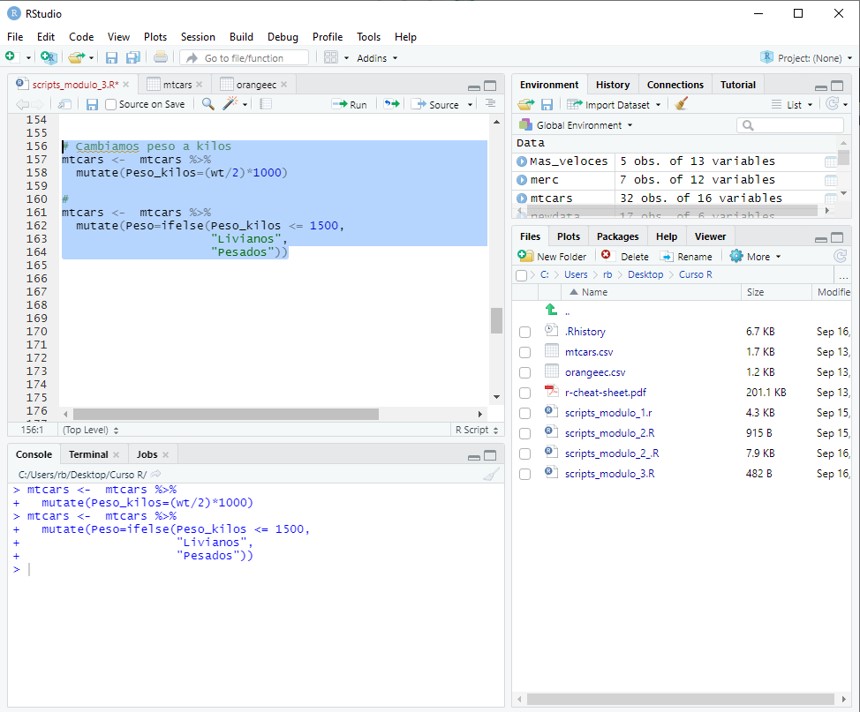 RStudio
File Edit Code View Plots Session Build Debug Profile Tools Help
Go to file/function Addins Project: (None)
scripts_modulo_3.R* mtcars orangeec
Source on Save Run Source
154
155
156 # Cambiamos peso a kilos
157 mtcars <- mtcars %>%
158 mutate(Peso_kilos=(wt/2)*1000)
159
160 #
161 mtcars <- mtcars %>%
162 mutate(Peso=ifelse(Peso_kilos <= 1500,
163 "Livianos",
164 "Pesados"))
165
166
167
168
169
170
171
172
173
174
175
176
156:1 (Top Level) R Script
Console Terminal Jobs
C:/Users/rb/Desktop/Curso R/
> mtcars <- mtcars %>%
+ mutate(Peso_kilos=(wt/2)*1000)
> mtcars <- mtcars %>%
+ mutate(Peso=ifelse(Peso_kilos <= 1500,
+ "Livianos",
+ "Pesados"))
>
Environment History Connections Tutorial
Import Dataset List
Global Environment
Data
Mas_veloces 5 obs. of 13 variables
merc 7 obs. of 12 variables
mtcars 32 obs. of 16 variables
newdata 17 obs. of 6 variables
Files Plots Packages Help Viewer
New Folder Delete Rename More
C: Users rb Desktop Curso R ...
Name Size Modifie
..
.Rhistory 6.7 KB Sep 16,
mtcars.csv 1.7 KB Sep 13,
orangeec.csv 1.2 KB Sep 13,
r-cheat-sheet.pdf 201.1 KB Sep 13,
scripts_modulo_1.r 4.3 KB Sep 15,
scripts_modulo_2.R 915 B Sep 15,
scripts_modulo_2_.R 7.9 KB Sep 16,
scripts_modulo_3.R 482 B Sep 16,